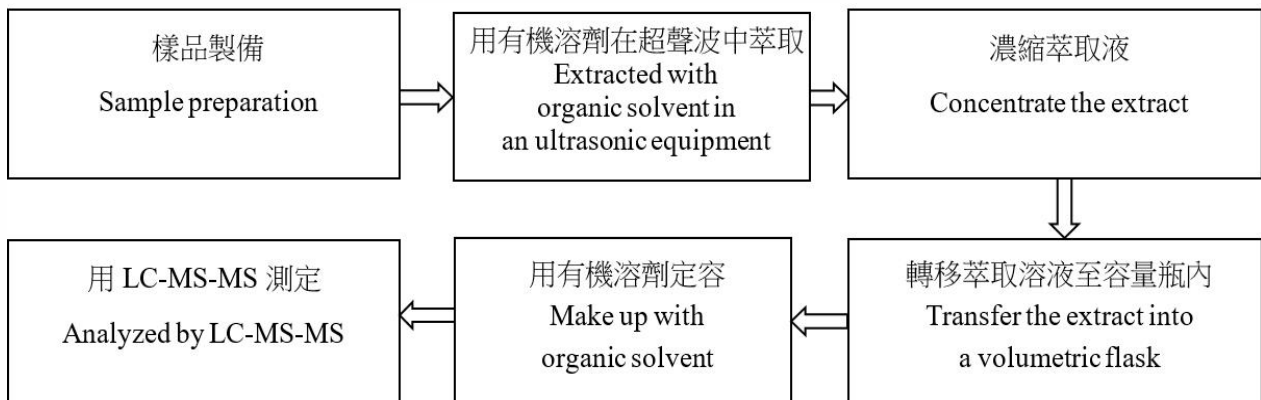 樣品製備
Sample preparation
用有機溶劑在超聲波中萃取
Extracted with
organic solvent in
an ultrasonic equipment
濃縮萃取液
Concentrate the extract
轉移萃取溶液至容量瓶內
Transfer the extract into
a volumetric flask
用有機溶劑定容
Make up with
organic solvent
用 LC-MS-MS 測定
Analyzed by LC-MS-MS